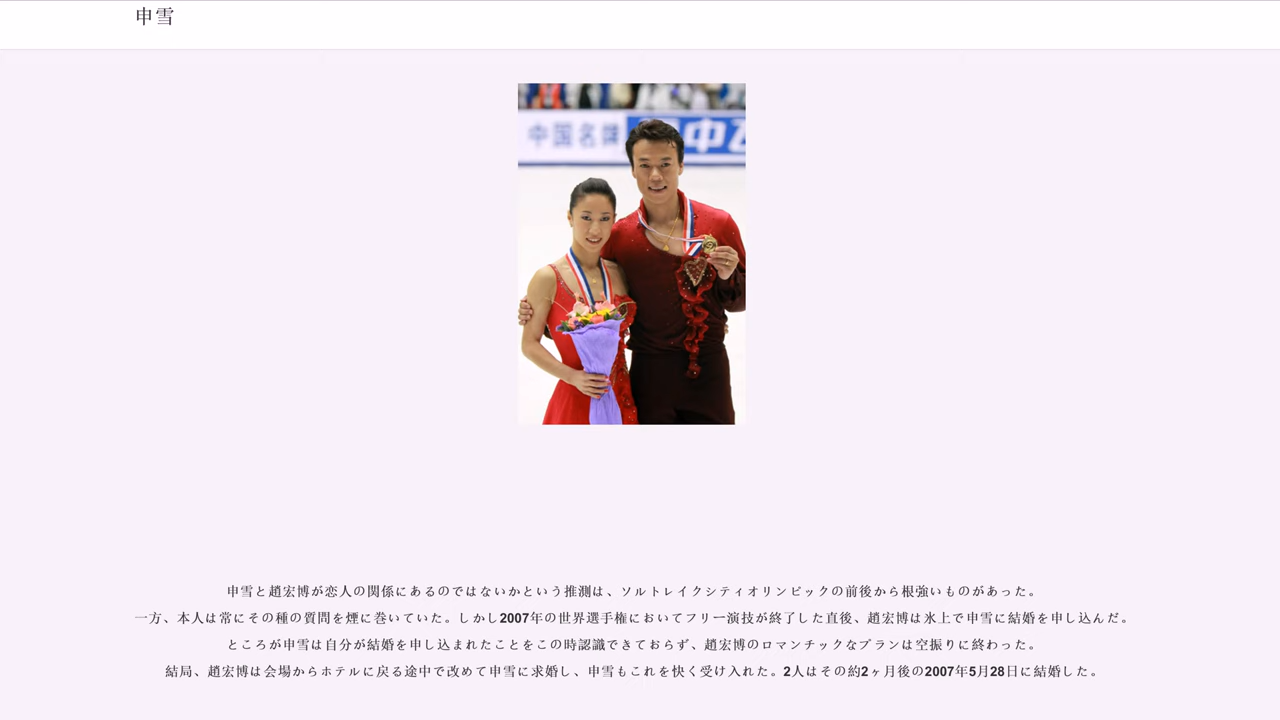 申雪
中国名牌
中
申雪と趙宏博が恋人の関係にあるのではないかという推測は、ソルトレイクシティオリンピックの前後から根強いものがあった。
一方、本人は常にその種の質問を煙に巻いていた。しかし2007年の世界選手権においてフリー演技が終了した直後、趙宏博は氷上で申雪に結婚を申し込んだ。
ところが申雪は自分が結婚を申し込まれたことをこの時認識できておらず、趙宏博のロマンチックなプランは空振りに終わった。
結局、趙宏博は会場からホテルに戻る途中で改めて申雪に求婚し、申雪もこれを快く受け入れた。2人はその約2ヶ月後の2007年5月28日に結婚した。